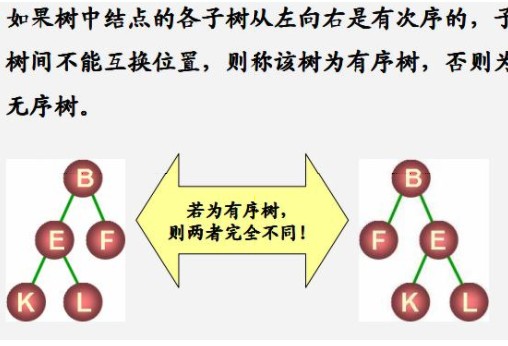 如果树中结点的各子树从左向右是有次序的，子
树间不能互换位置，则称该树为有序树，否则为
无序树。
B
E F
K L
若为有序树，
则两者完全不同！
B
F E
K L